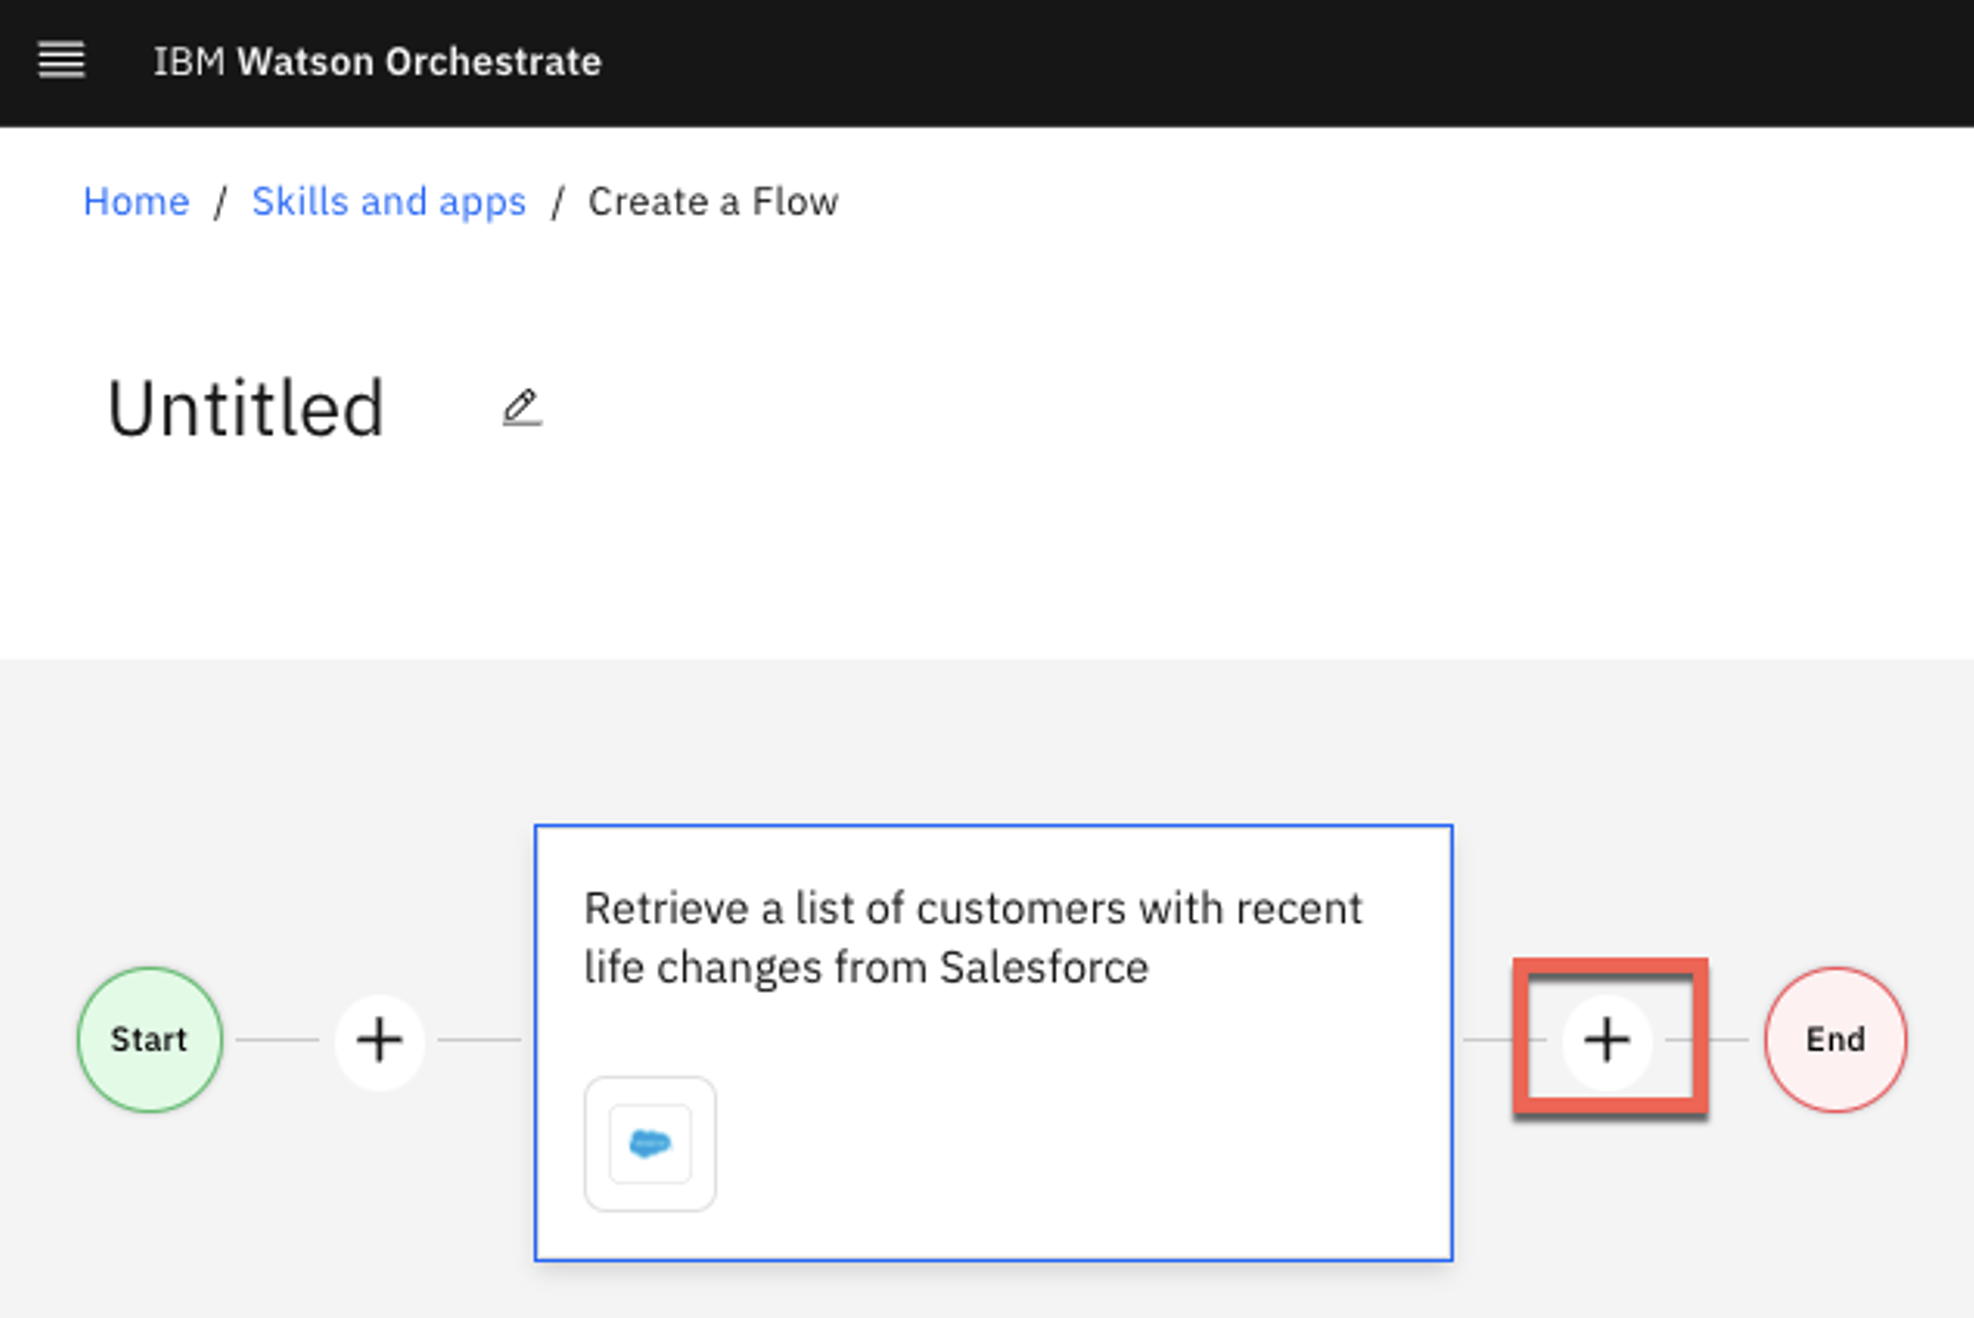 IBM Watson Orchestrate
Home / Skills and apps / Create a Flow
Untitled
Retrieve a list of customers with recent
life changes from Salesforce
Start
End